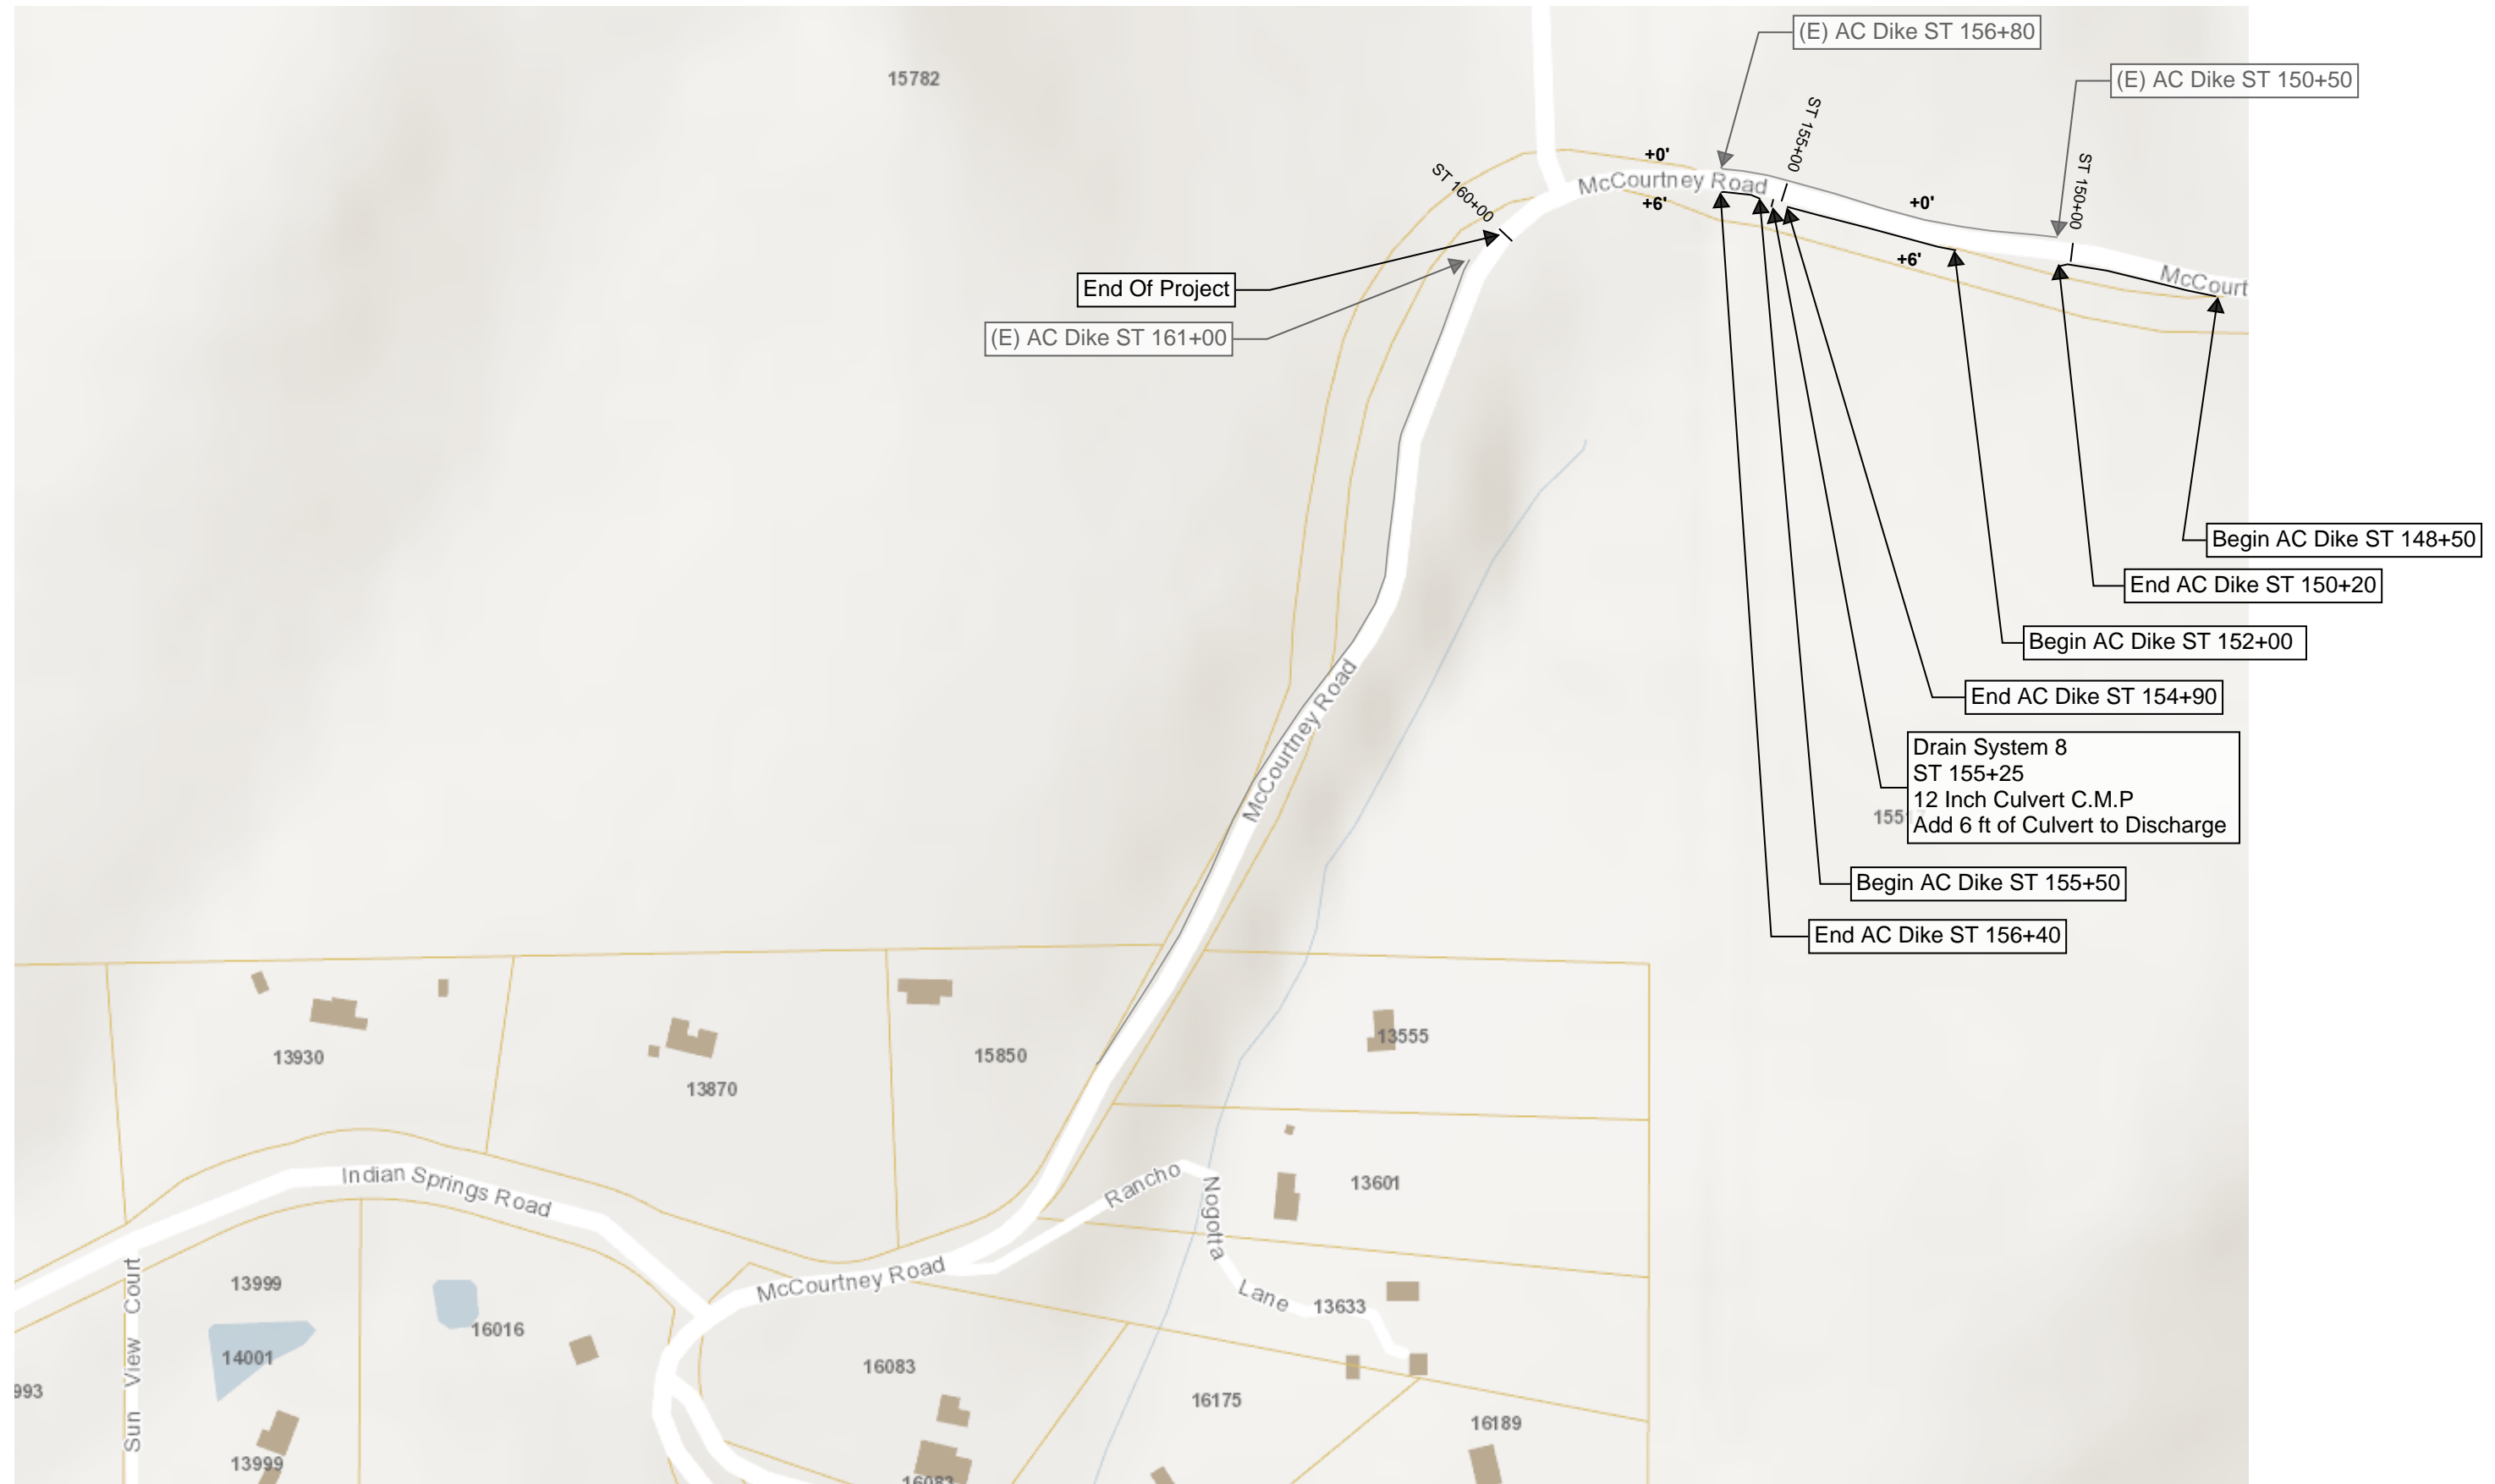 (E) AC Dike ST 156+80
15782
(E) AC Dike ST 150+50
ST 155+00
+0'
ST 150+00
ST 160+00
McCourtney Road
+6'
+0'
+6'
McCourt
End Of Project
(E) AC Dike ST 161+00
Begin AC Dike ST 148+50
End AC Dike ST 150+20
Begin AC Dike ST 152+00
End AC Dike ST 154+90
McCourtney Road
Drain System 8
ST 155+25
12 Inch Culvert C.M.P
Add 6 ft of Culvert to Discharge
Begin AC Dike ST 155+50
End AC Dike ST 156+40
13930
13870
15850
13555
Indian Springs Road
Rancho Nogotta Lane
13601
McCourtney Road
13999
16016
14001
13633
16083
993
16175
16189
Sun View Court
13999
16083